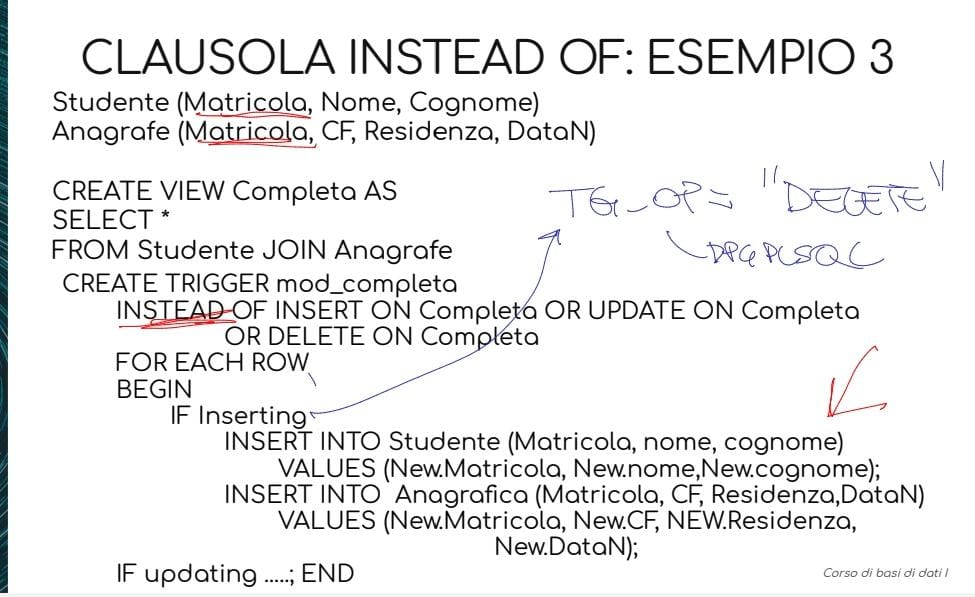 CLAUSOLA INSTEAD OF: ESEMPIO 3
Studente (Matricola, Nome, Cognome)
Anagrafe (Matricola, CF, Residenza, DataN)
CREATE VIEW Completa AS
TG_OP = "DELETE"
SELECT *
FROM Studente JOIN Anagrafe
CREATE TRIGGER mod_completa
INSTEAD OF INSERT ON Completa OR UPDATE ON Completa
OR DELETE ON Completa
FOR EACH ROW
BEGIN
IF Inserting
INSERT INTO Studente (Matricola, nome, cognome)
VALUES (New.Matricola, New.nome,New.cognome);
INSERT INTO Anagrafica (Matricola, CF, Residenza,DataN)
VALUES (New.Matricola, New.CF, NEW.Residenza,
New.DataN);
IF updating .....; END
Corso di basi di dati I